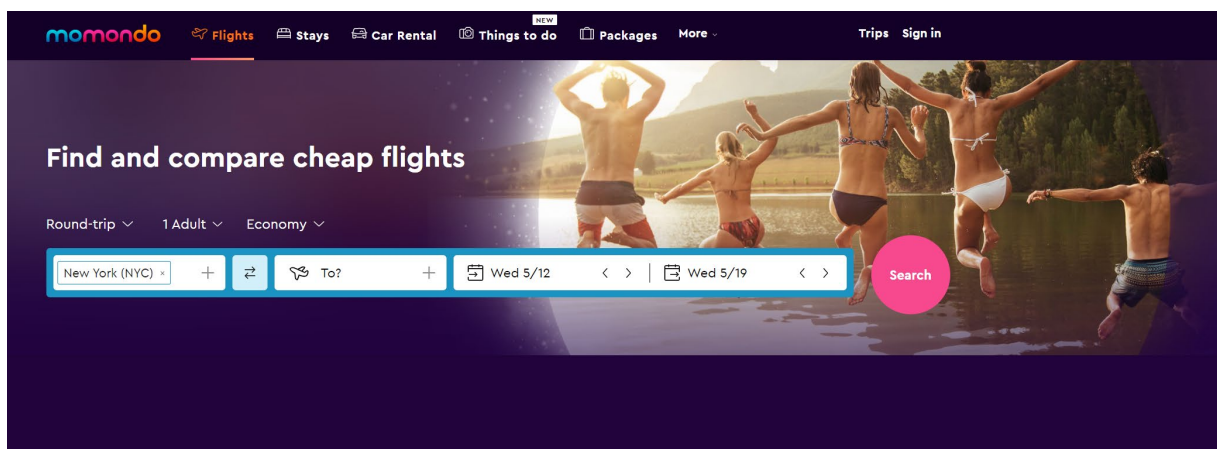 NEW
momondo Flights Stays Car Rental Things to do Packages More Trips Sign in
Find and compare cheap flights
Round-trip 1 Adult Economy
New York (NYC) × To? Wed 5/12 Wed 5/19 Search